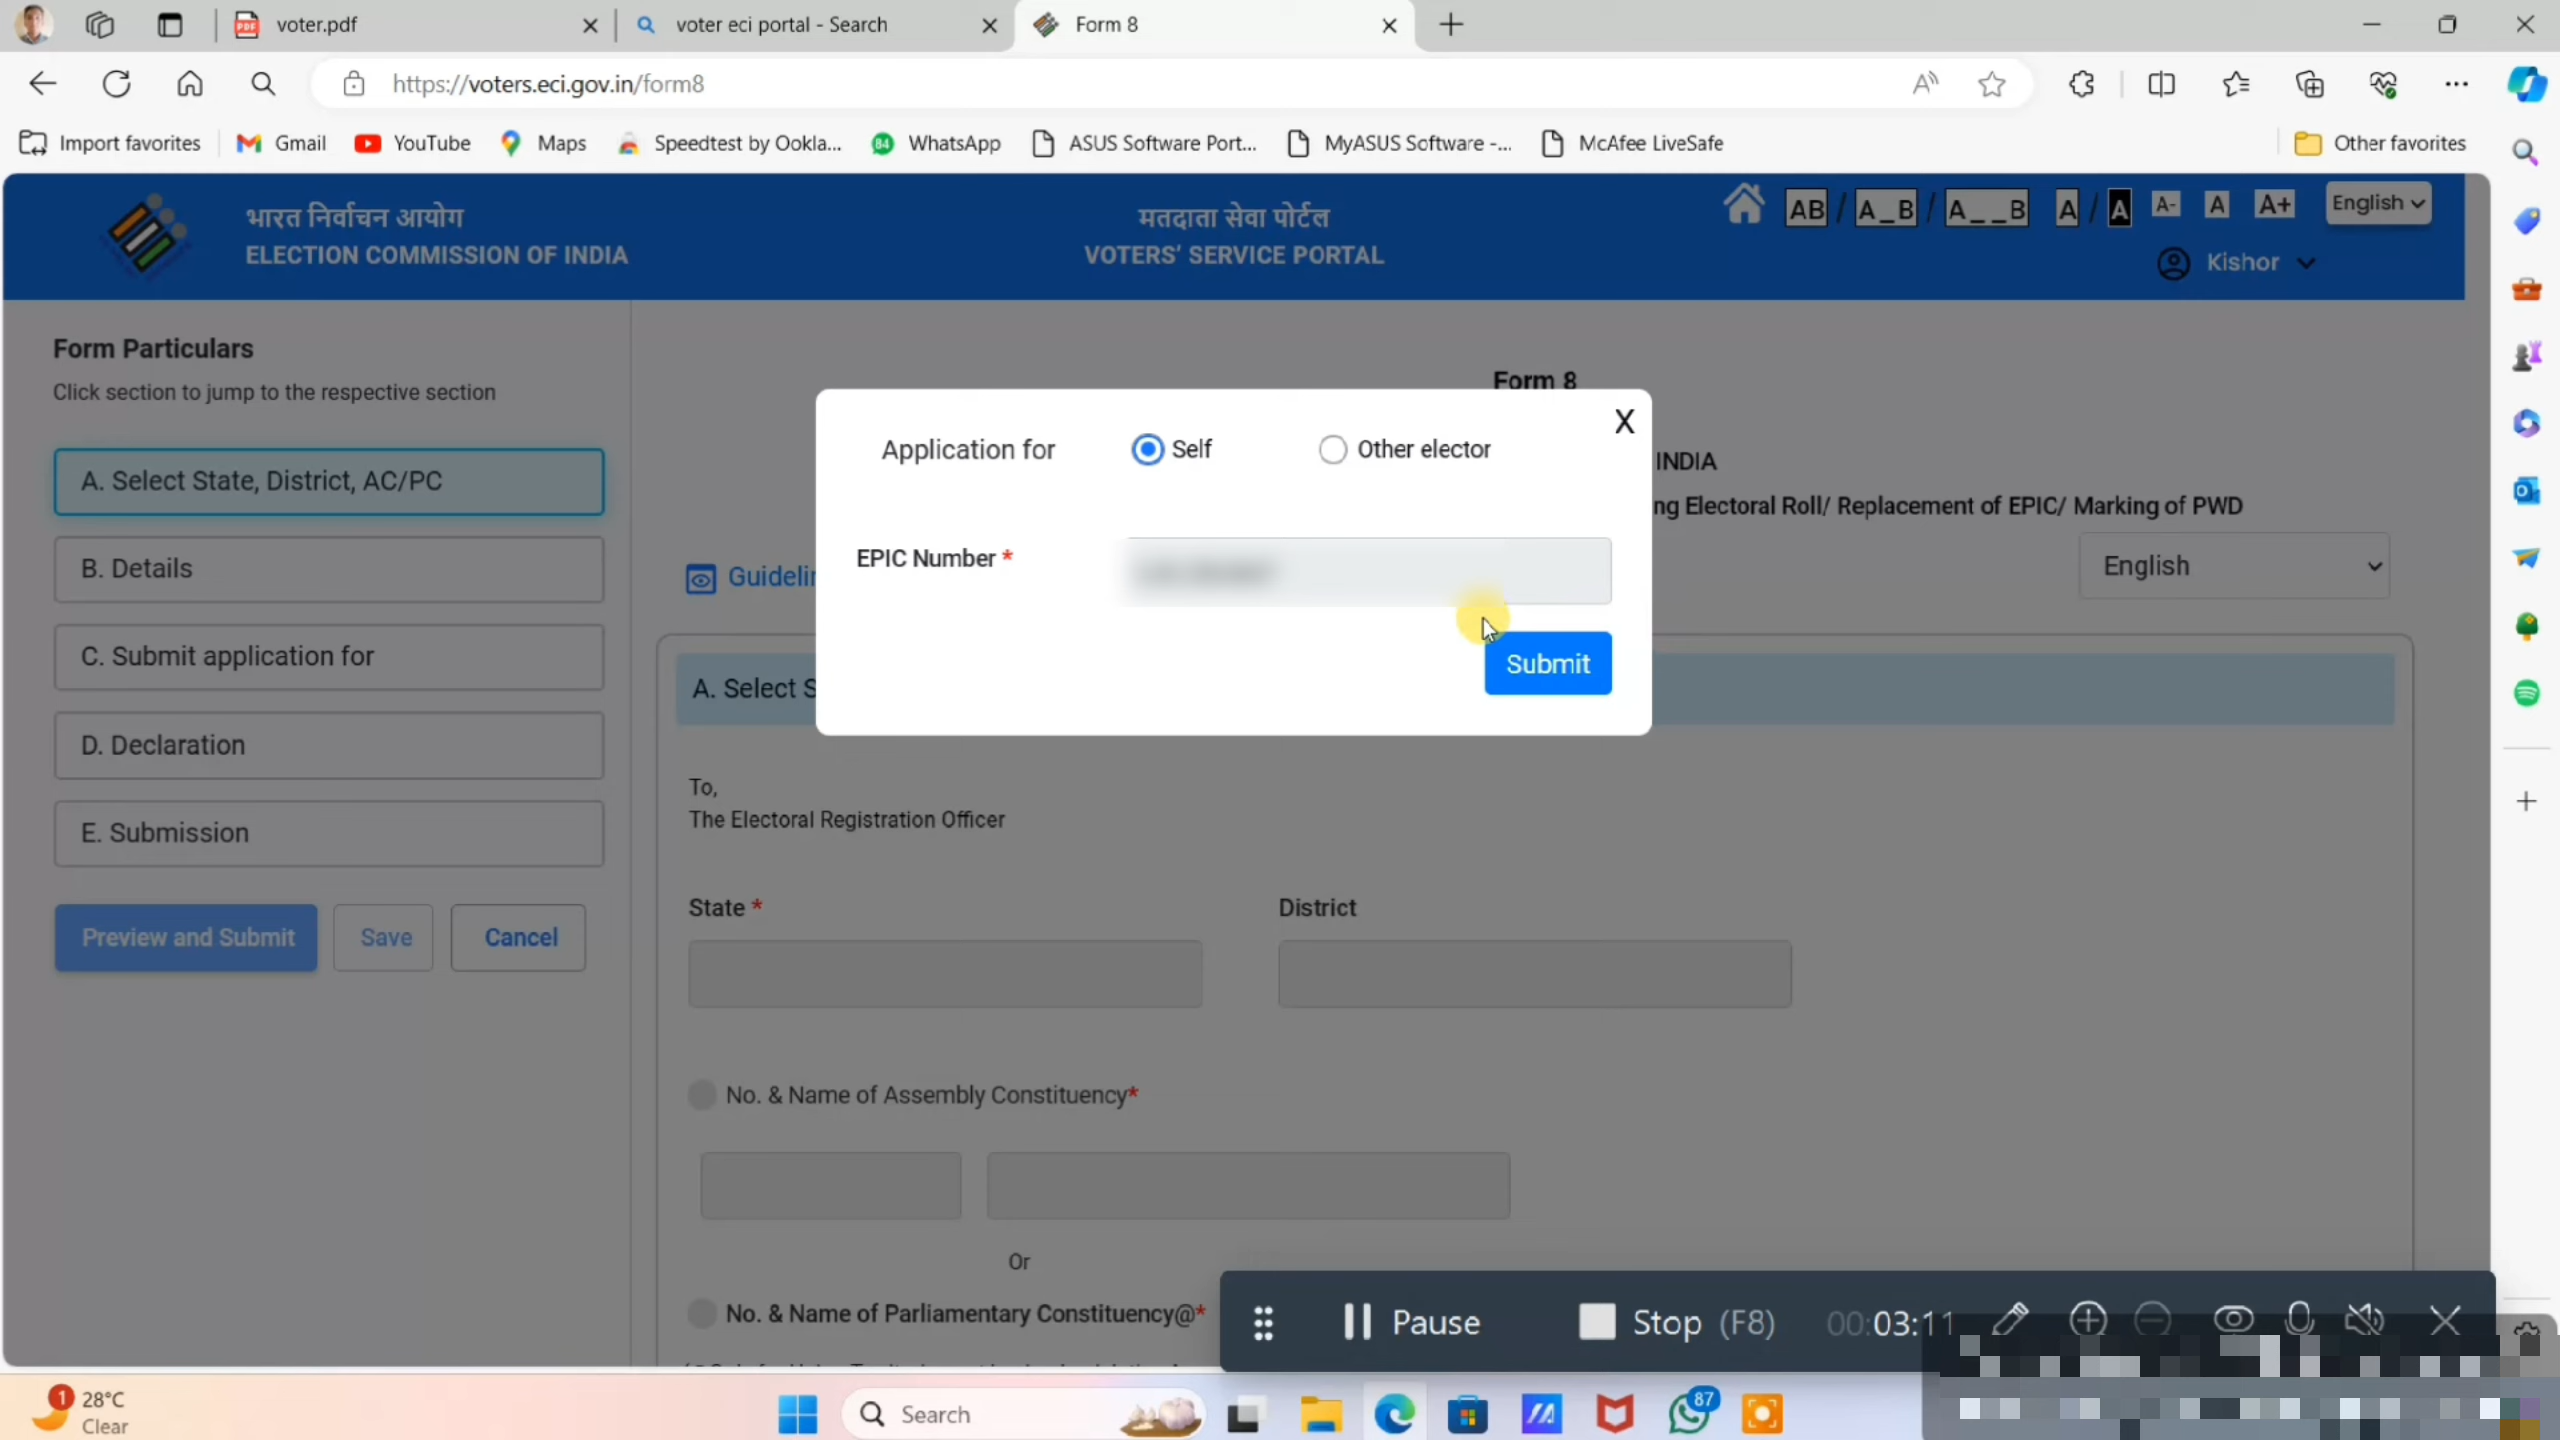 voter.pdf
voter eci portal - Search
Form 8
https://voters.eci.gov.in/form8
Import favorites
Gmail
YouTube
Maps
Speedtest by Ookla...
84
WhatsApp
ASUS Software Port...
MyASUS Software -...
McAfee LiveSafe
Other favorites
भारत निर्वाचन आयोग
ELECTION COMMISSION OF INDIA
मतदाता सेवा पोर्टल
VOTERS' SERVICE PORTAL
AB / A_B / A__B A / A A- A A+ English
Kishor
Form Particulars
Click section to jump to the respective section
A. Select State, District, AC/PC
B. Details
C. Submit application for
D. Declaration
E. Submission
Preview and Submit
Save
Cancel
Form 8
INDIA
ng Electoral Roll/ Replacement of EPIC/ Marking of PWD
English
X
Application for
Self
Other elector
EPIC Number *
Submit
A. Select S
To,
The Electoral Registration Officer
State *
District
No. & Name of Assembly Constituency*
Or
No. & Name of Parliamentary Constituency@*
Pause
Stop (F8)
00:03:11
1
28°C
Clear
Search
87